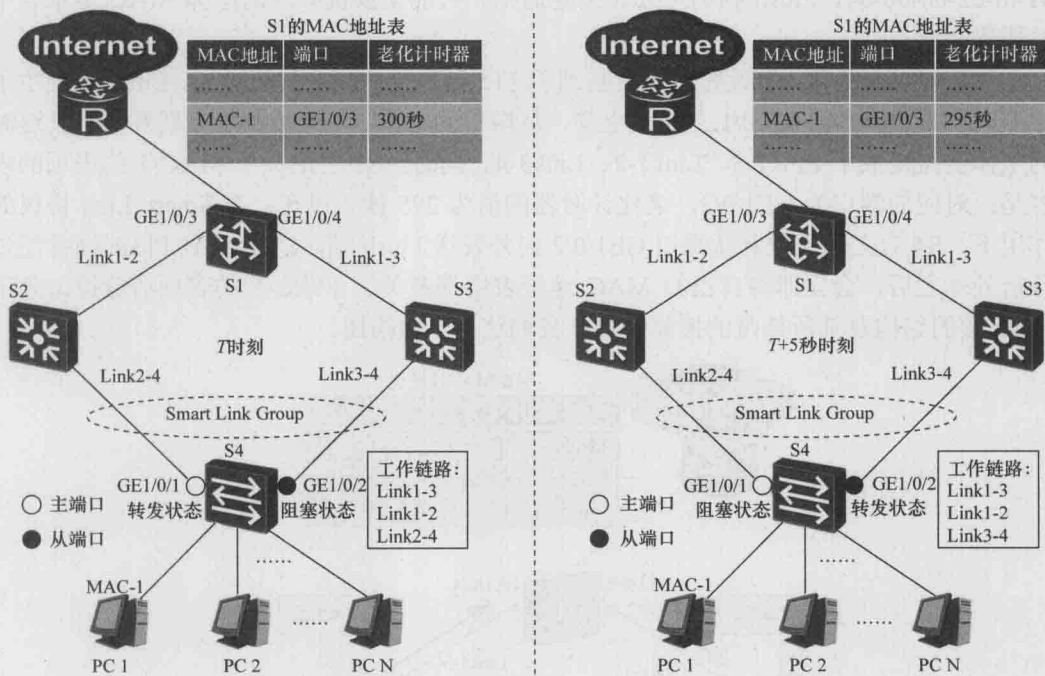 S1的MAC地址表
Internet
MAC地址 端口 老化计时器
…… …… ……
MAC-1 GE1/0/3 300秒
…… …… ……
R
GE1/0/3
GE1/0/4
Link1-2
Link1-3
S1
S2
S3
T时刻
Link2-4
Link3-4
Smart Link Group
S4
GE1/0/1
GE1/0/2
主端口
转发状态
阻塞状态
从端口
工作链路：
Link1-3
Link1-2
Link2-4
……
MAC-1
……
PC 1
PC 2
PC N
S1的MAC地址表
Internet
MAC地址 端口 老化计时器
…… …… ……
MAC-1 GE1/0/3 295秒
…… …… ……
R
GE1/0/3
GE1/0/4
Link1-2
Link1-3
S1
S2
S3
T+5秒时刻
Link2-4
Link3-4
Smart Link Group
S4
GE1/0/1
GE1/0/2
主端口
阻塞状态
转发状态
从端口
工作链路：
Link1-3
Link1-2
Link3-4
……
MAC-1
……
PC 1
PC 2
PC N